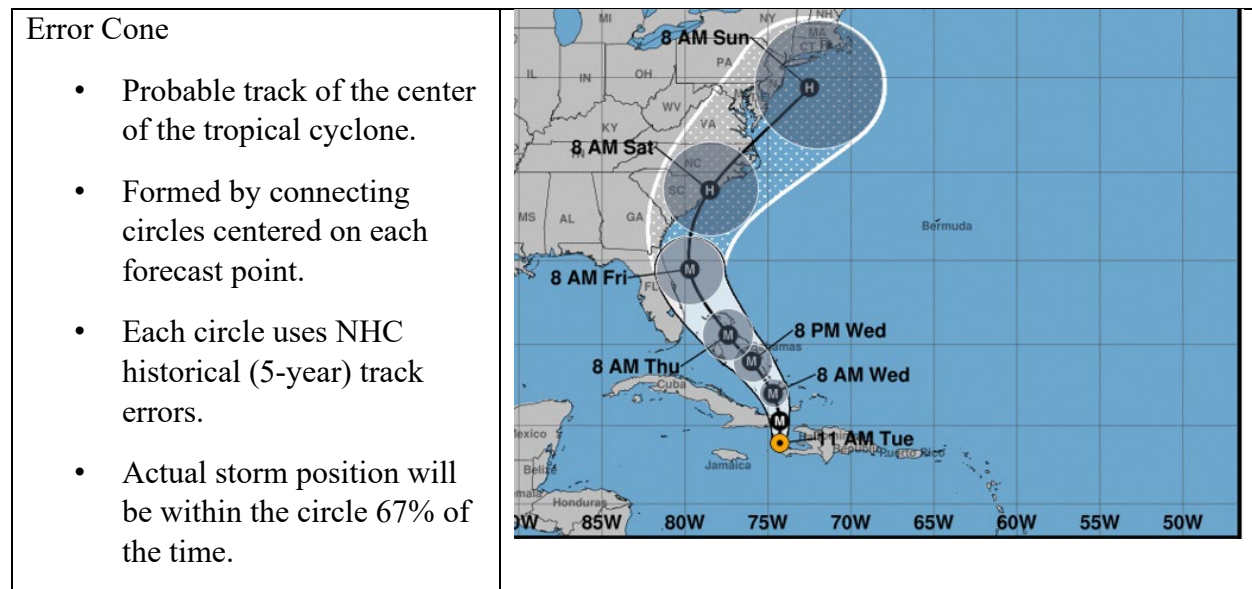 Error Cone
• Probable track of the center
of the tropical cyclone.
• Formed by connecting
circles centered on each
forecast point.
• Each circle uses NHC
historical (5-year) track
errors.
• Actual storm position will
be within the circle 67% of
the time.
MI
NY
NH
8 AM Sun
MA
CT
PA
IL
IN
OH
WV
KY
VA
8 AM Sat
NC
SC
MS
AL
GA
Bermuda
8 AM Fri
FL
H
H
M
M
M
M
M
8 PM Wed
8 AM Thu
8 AM Wed
Cuba
11 AM Tue
Puerto Rico
Jamaica
Honduras
85W
80W
75W
70W
65W
60W
55W
50W